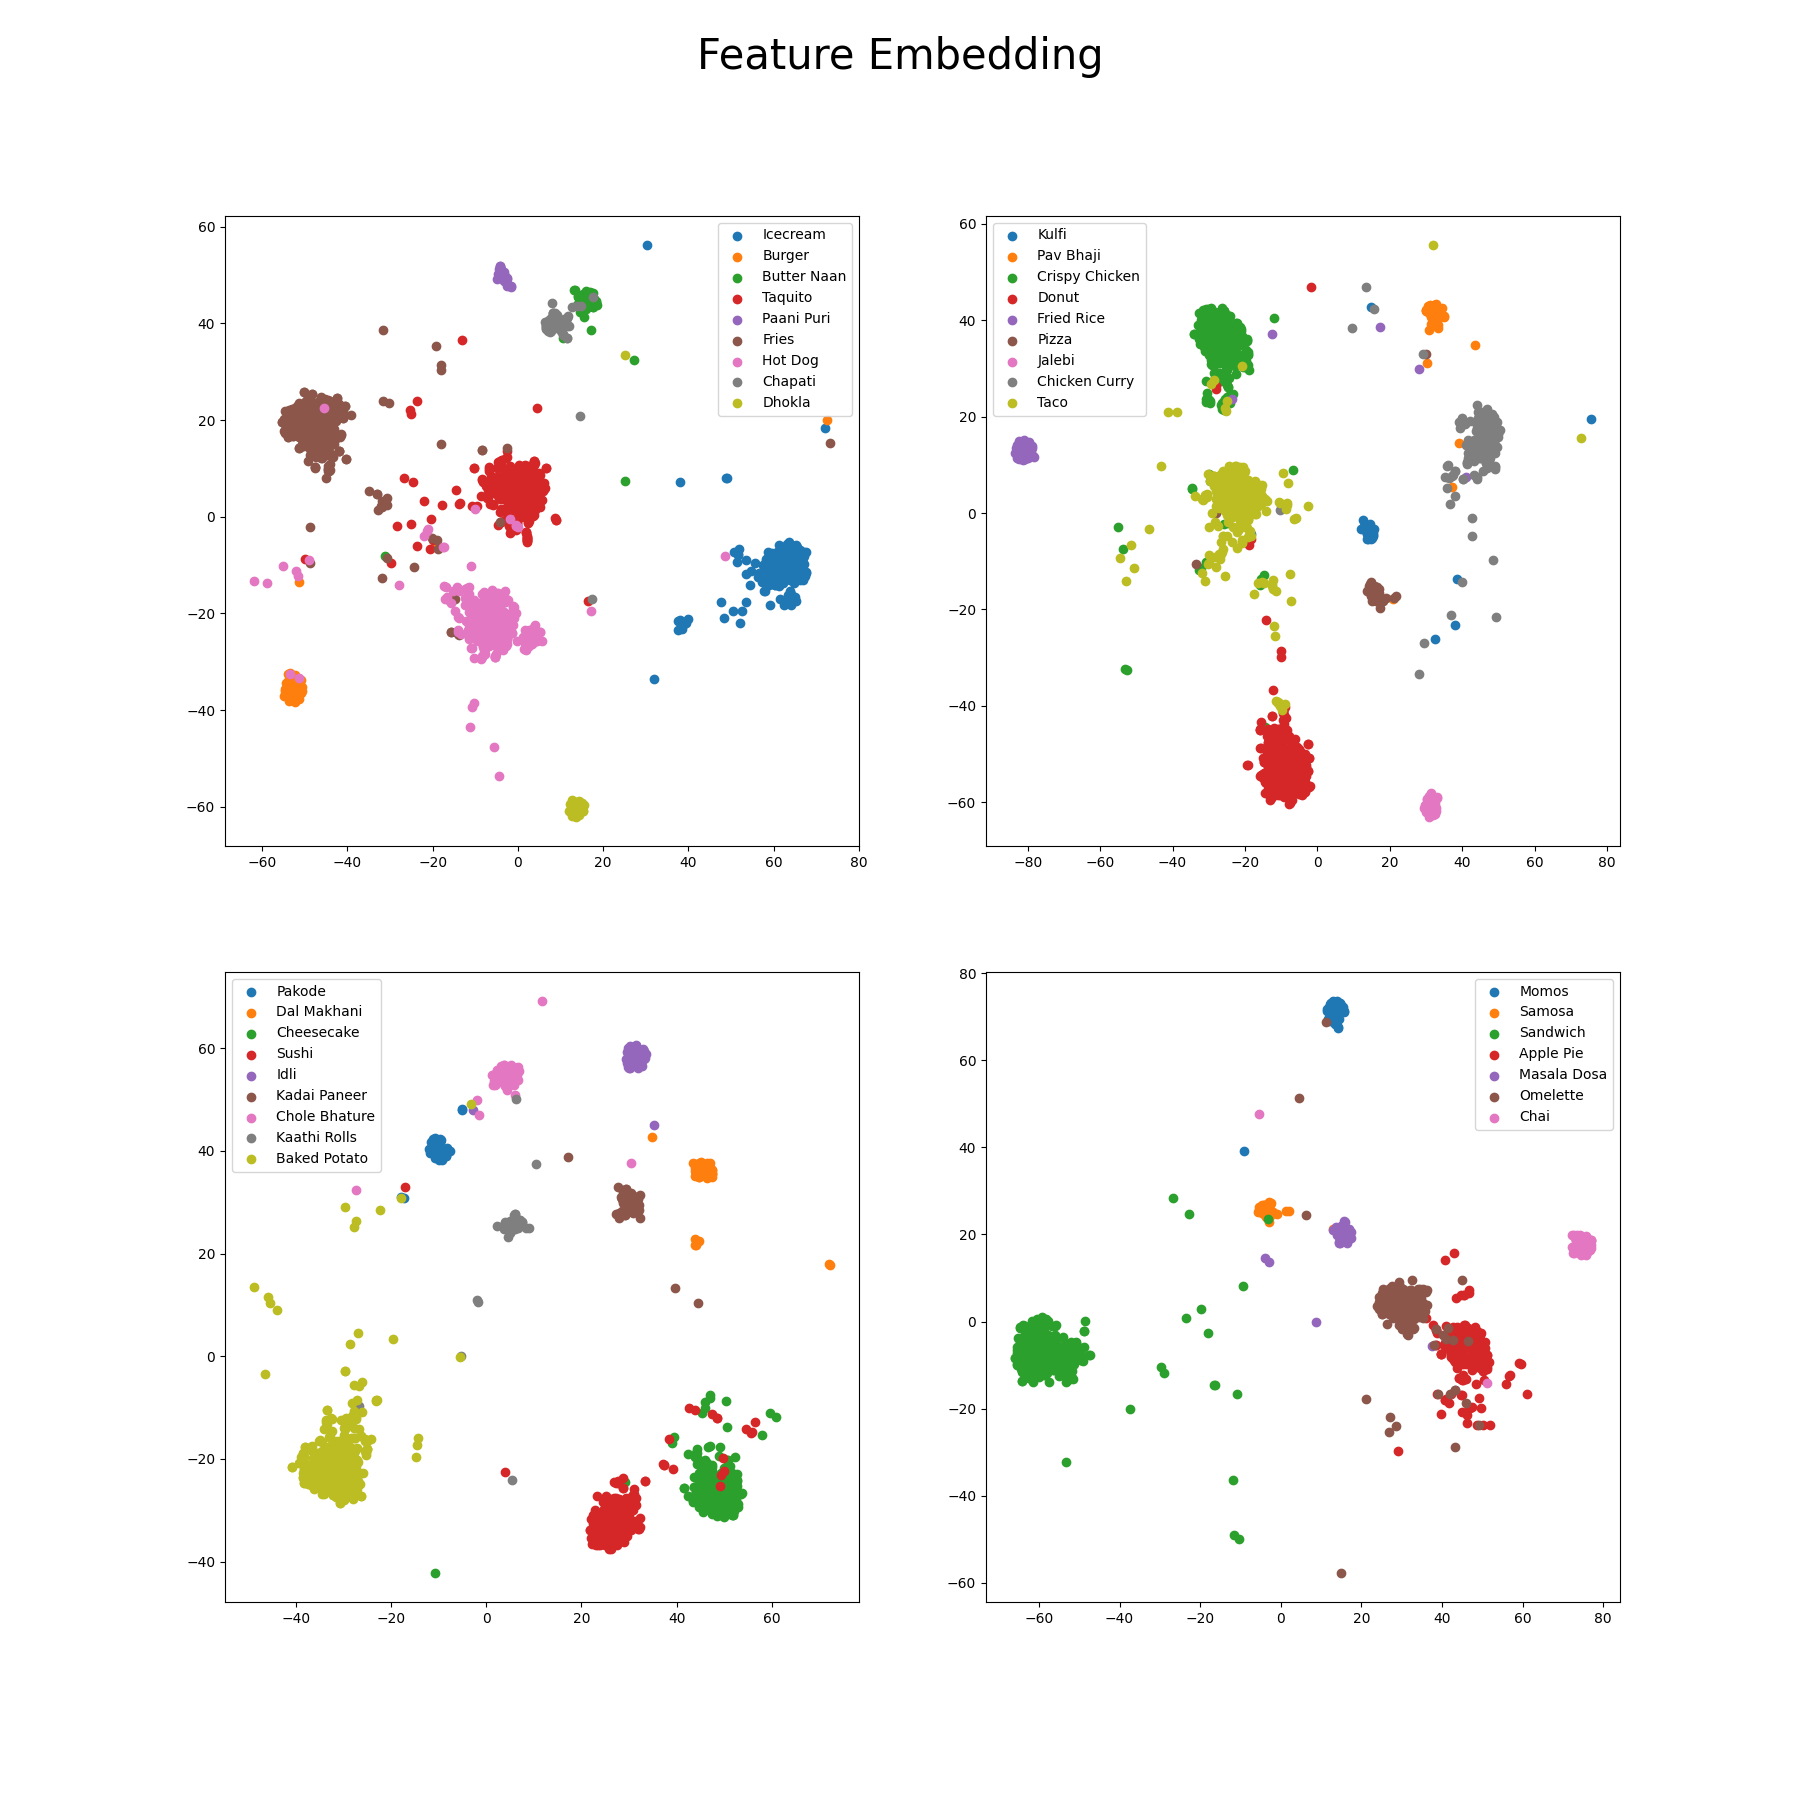 Feature Embedding
Icecream
Burger
Butter Naan
Taquito
Paani Puri
Fries
Hot Dog
Chapati
Dhokla
60
40
20
0
−20
−40
−60
−60 −40 −20 0 20 40 60 80
Kulfi
Pav Bhaji
Crispy Chicken
Donut
Fried Rice
Pizza
Jalebi
Chicken Curry
Taco
60
40
20
0
−20
−40
−60
−80 −60 −40 −20 0 20 40 60 80
Pakode
Dal Makhani
Cheesecake
Sushi
Idli
Kadai Paneer
Chole Bhature
Kaathi Rolls
Baked Potato
60
40
20
0
−20
−40
−40 −20 0 20 40 60
Momos
Samosa
Sandwich
Apple Pie
Masala Dosa
Omelette
Chai
80
60
40
20
0
−20
−40
−60
−60 −40 −20 0 20 40 60 80